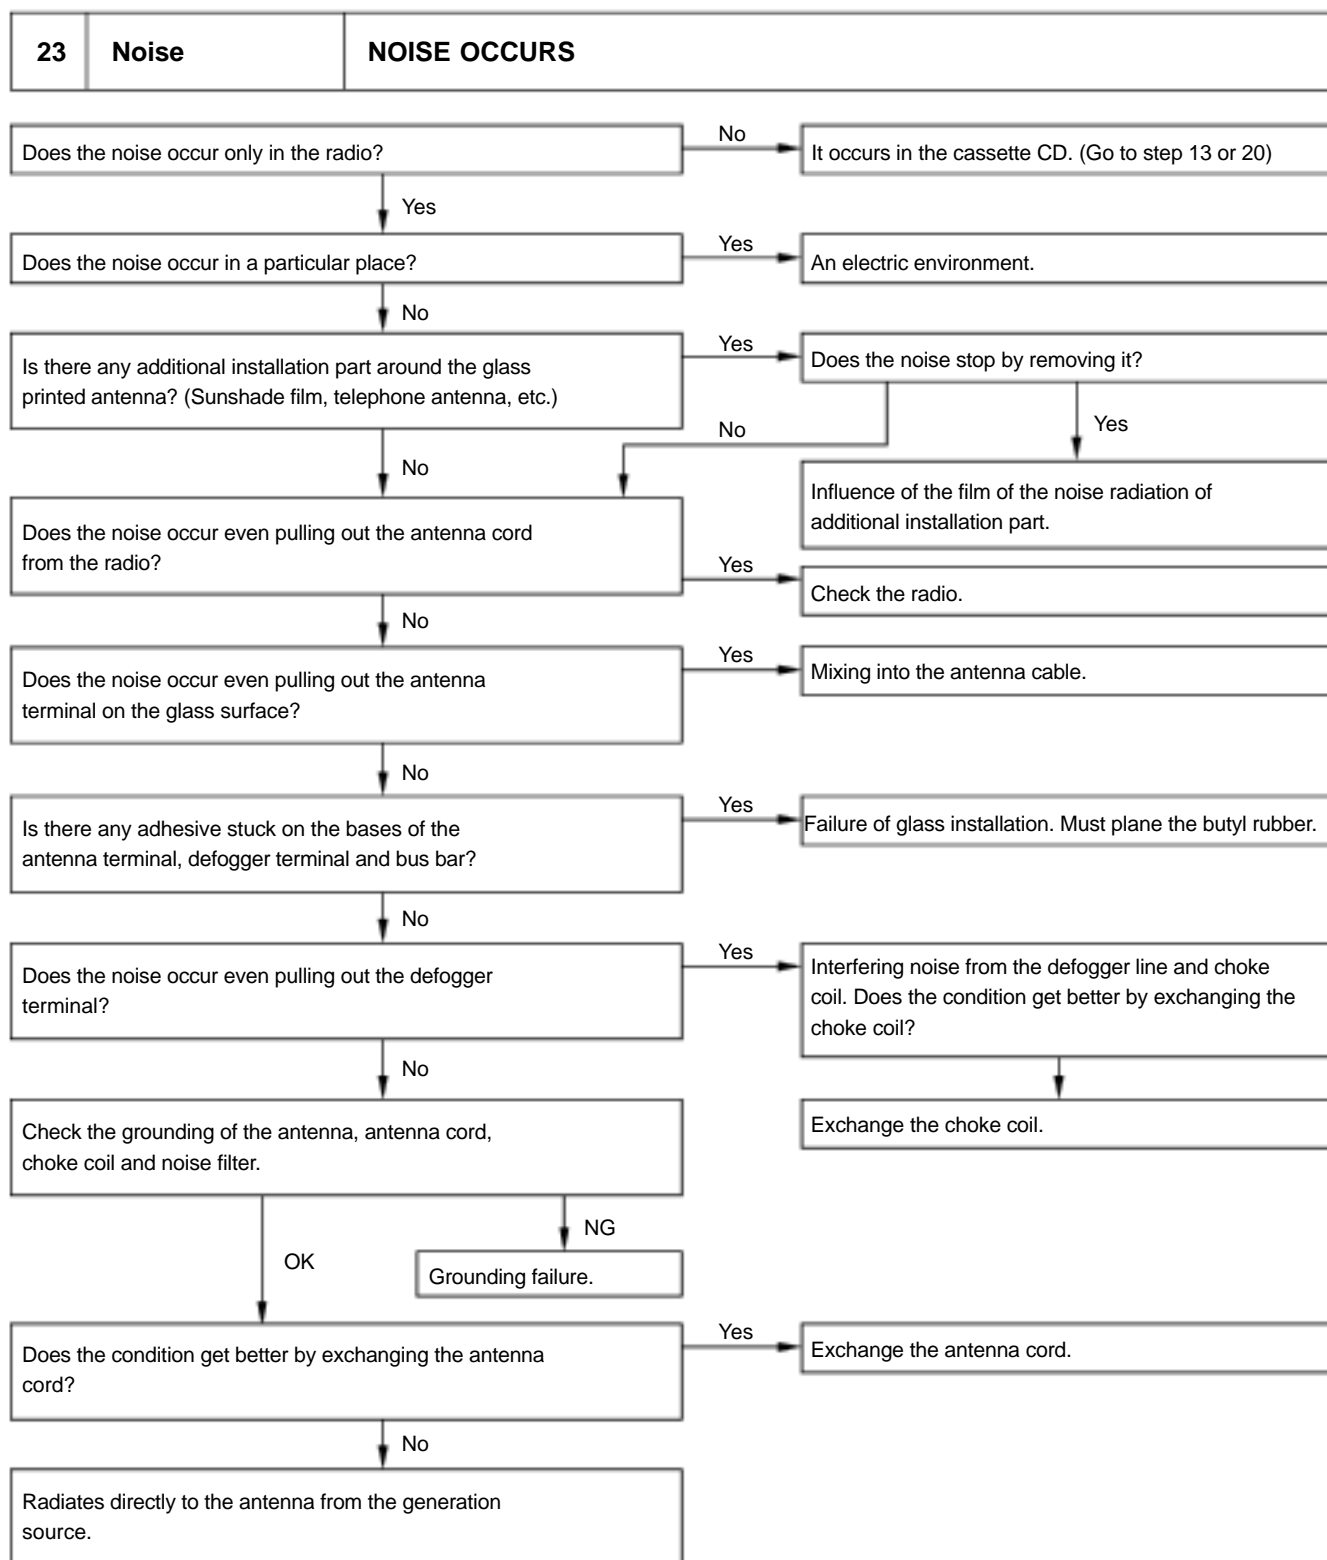 23 Noise NOISE OCCURS
Does the noise occur only in the radio?
No
It occurs in the cassette CD. (Go to step 13 or 20)
Yes
Does the noise occur in a particular place?
Yes
An electric environment.
No
Is there any additional installation part around the glass
printed antenna? (Sunshade film, telephone antenna, etc.)
Yes
Does the noise stop by removing it?
No
Yes
No
Influence of the film of the noise radiation of
additional installation part.
Does the noise occur even pulling out the antenna cord
from the radio?
Yes
Check the radio.
No
Does the noise occur even pulling out the antenna
terminal on the glass surface?
Yes
Mixing into the antenna cable.
No
Is there any adhesive stuck on the bases of the
antenna terminal, defogger terminal and bus bar?
Yes
Failure of glass installation. Must plane the butyl rubber.
No
Does the noise occur even pulling out the defogger
terminal?
Yes
Interfering noise from the defogger line and choke
coil. Does the condition get better by exchanging the
choke coil?
No
Exchange the choke coil.
Check the grounding of the antenna, antenna cord,
choke coil and noise filter.
NG
OK
Grounding failure.
Does the condition get better by exchanging the antenna
cord?
Yes
Exchange the antenna cord.
No
Radiates directly to the antenna from the generation
source.